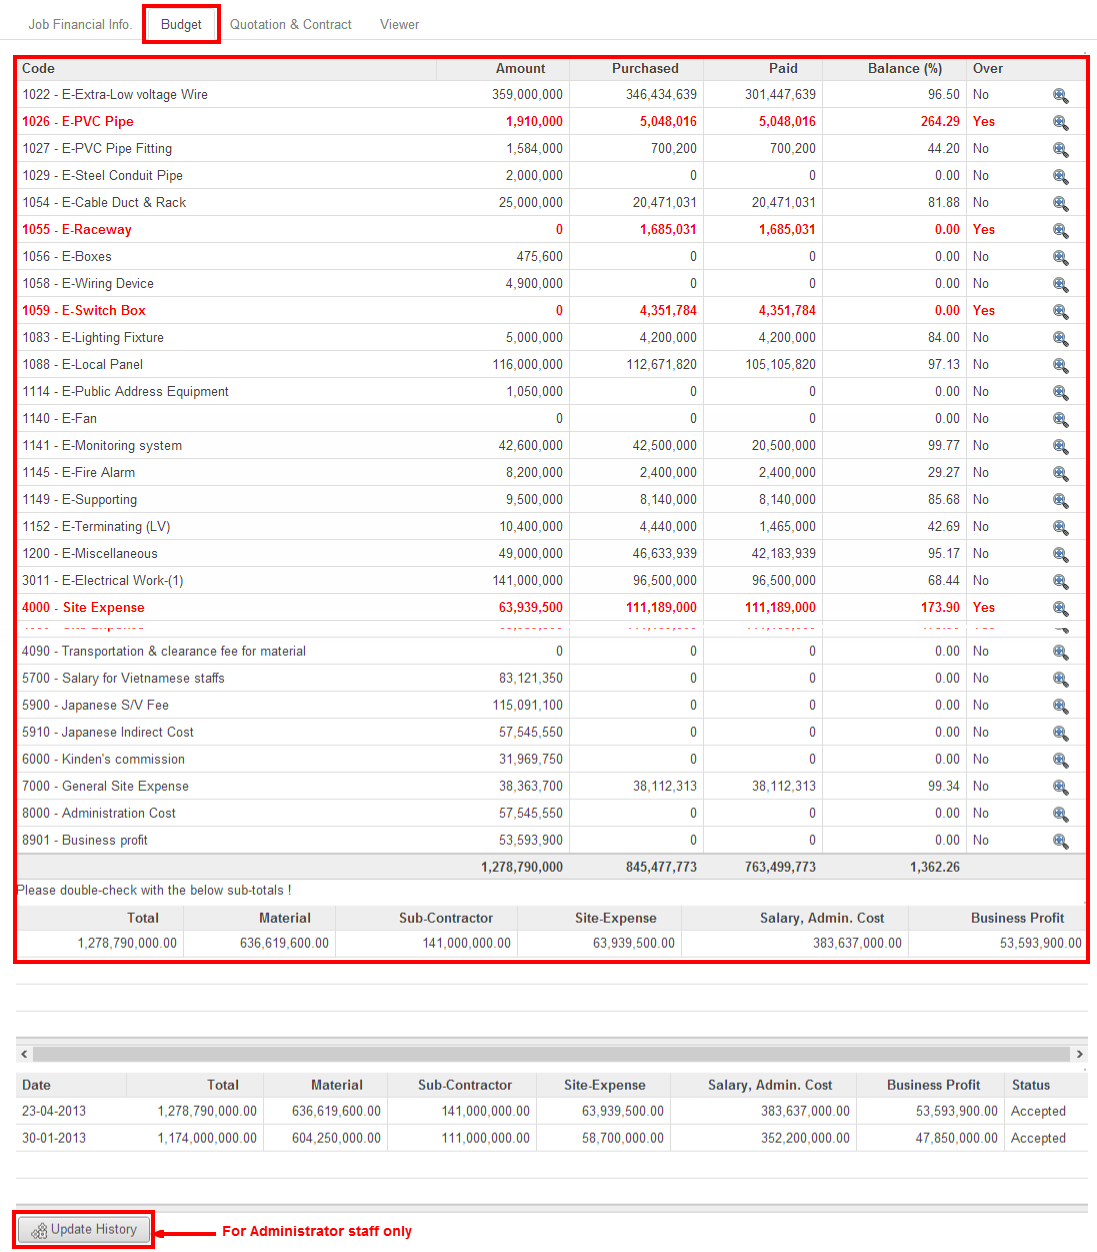 Job Financial Info. Budget Quotation & Contract Viewer
Code Amount Purchased Paid Balance (%) Over
1022 - E-Extra-Low voltage Wire 359,000,000 346,434,639 301,447,639 96.50 No
1026 - E-PVC Pipe 1,910,000 5,048,016 5,048,016 264.29 Yes
1027 - E-PVC Pipe Fitting 1,584,000 700,200 700,200 44.20 No
1029 - E-Steel Conduit Pipe 2,000,000 0 0 0.00 No
1054 - E-Cable Duct & Rack 25,000,000 20,471,031 20,471,031 81.88 No
1055 - E-Raceway 0 1,685,031 1,685,031 0.00 Yes
1056 - E-Boxes 475,600 0 0 0.00 No
1058 - E-Wiring Device 4,900,000 0 0 0.00 No
1059 - E-Switch Box 0 4,351,784 4,351,784 0.00 Yes
1083 - E-Lighting Fixture 5,000,000 4,200,000 4,200,000 84.00 No
1088 - E-Local Panel 116,000,000 112,671,820 105,105,820 97.13 No
1114 - E-Public Address Equipment 1,050,000 0 0 0.00 No
1140 - E-Fan 0 0 0 0.00 No
1141 - E-Monitoring system 42,600,000 42,500,000 20,500,000 99.77 No
1145 - E-Fire Alarm 8,200,000 2,400,000 2,400,000 29.27 No
1149 - E-Supporting 9,500,000 8,140,000 8,140,000 85.68 No
1152 - E-Terminating (LV) 10,400,000 4,440,000 1,465,000 42.69 No
1200 - E-Miscellaneous 49,000,000 46,633,939 42,183,939 95.17 No
3011 - E-Electrical Work-(1) 141,000,000 96,500,000 96,500,000 68.44 No
4000 - Site Expense 63,939,500 111,189,000 111,189,000 173.90 Yes
4090 - Transportation & clearance fee for material 0 0 0 0.00 No
5700 - Salary for Vietnamese staffs 83,121,350 0 0 0.00 No
5900 - Japanese S/V Fee 115,091,100 0 0 0.00 No
5910 - Japanese Indirect Cost 57,545,550 0 0 0.00 No
6000 - Kinden's commission 31,969,750 0 0 0.00 No
7000 - General Site Expense 38,363,700 38,112,313 38,112,313 99.34 No
8000 - Administration Cost 57,545,550 0 0 0.00 No
8901 - Business profit 53,593,900 0 0 0.00 No
1,278,790,000 845,477,773 763,499,773 1,362.26
Please double-check with the below sub-totals !
Total Material Sub-Contractor Site-Expense Salary, Admin. Cost Business Profit
1,278,790,000.00 636,619,600.00 141,000,000.00 63,939,500.00 383,637,000.00 53,593,900.00
Date Total Material Sub-Contractor Site-Expense Salary, Admin. Cost Business Profit Status
23-04-2013 1,278,790,000.00 636,619,600.00 141,000,000.00 63,939,500.00 383,637,000.00 53,593,900.00 Accepted
30-01-2013 1,174,000,000.00 604,250,000.00 111,000,000.00 58,700,000.00 352,200,000.00 47,850,000.00 Accepted
Update History For Administrator staff only